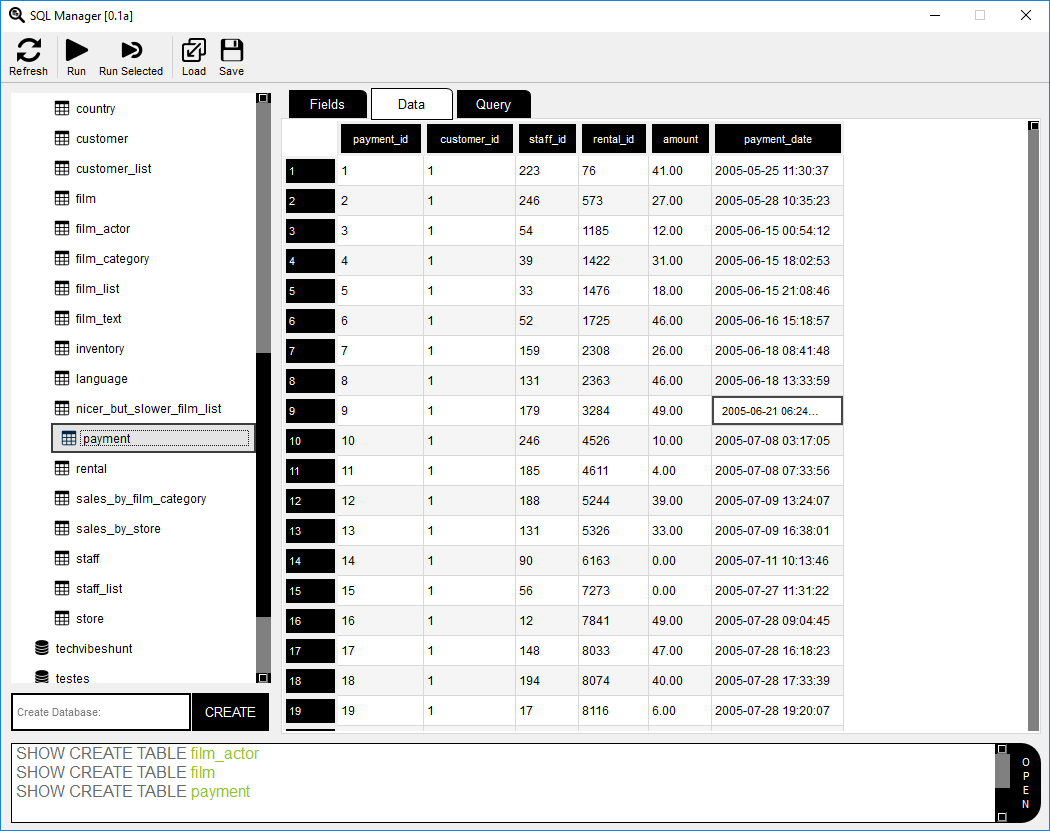 SQL Manager [0.1a]
Refresh Run Run Selected Load Save
country
customer
customer_list
film
film_actor
film_category
film_list
film_text
inventory
language
nicer_but_slower_film_list
payment
rental
sales_by_film_category
sales_by_store
staff
staff_list
store
techvibeshunt
testes
Create Database: CREATE
Fields Data Query
payment_id customer_id staff_id rental_id amount payment_date
1 1 1 223 76 41.00 2005-05-25 11:30:37
2 2 1 246 573 27.00 2005-05-28 10:35:23
3 3 1 54 1185 12.00 2005-06-15 00:54:12
4 4 1 39 1422 31.00 2005-06-15 18:02:53
5 5 1 33 1476 18.00 2005-06-15 21:08:46
6 6 1 52 1725 46.00 2005-06-16 15:18:57
7 7 1 159 2308 26.00 2005-06-18 08:41:48
8 8 1 131 2363 46.00 2005-06-18 13:33:59
9 9 1 179 3284 49.00 2005-06-21 06:24...
10 10 1 246 4526 10.00 2005-07-08 03:17:05
11 11 1 185 4611 4.00 2005-07-08 07:33:56
12 12 1 188 5244 39.00 2005-07-09 13:24:07
13 13 1 131 5326 33.00 2005-07-09 16:38:01
14 14 1 90 6163 0.00 2005-07-11 10:13:46
15 15 1 56 7273 0.00 2005-07-27 11:31:22
16 16 1 12 7841 49.00 2005-07-28 09:04:45
17 17 1 148 8033 47.00 2005-07-28 16:18:23
18 18 1 194 8074 40.00 2005-07-28 17:33:39
19 19 1 17 8116 6.00 2005-07-28 19:20:07
SHOW CREATE TABLE film_actor
SHOW CREATE TABLE film
SHOW CREATE TABLE payment
OPEN